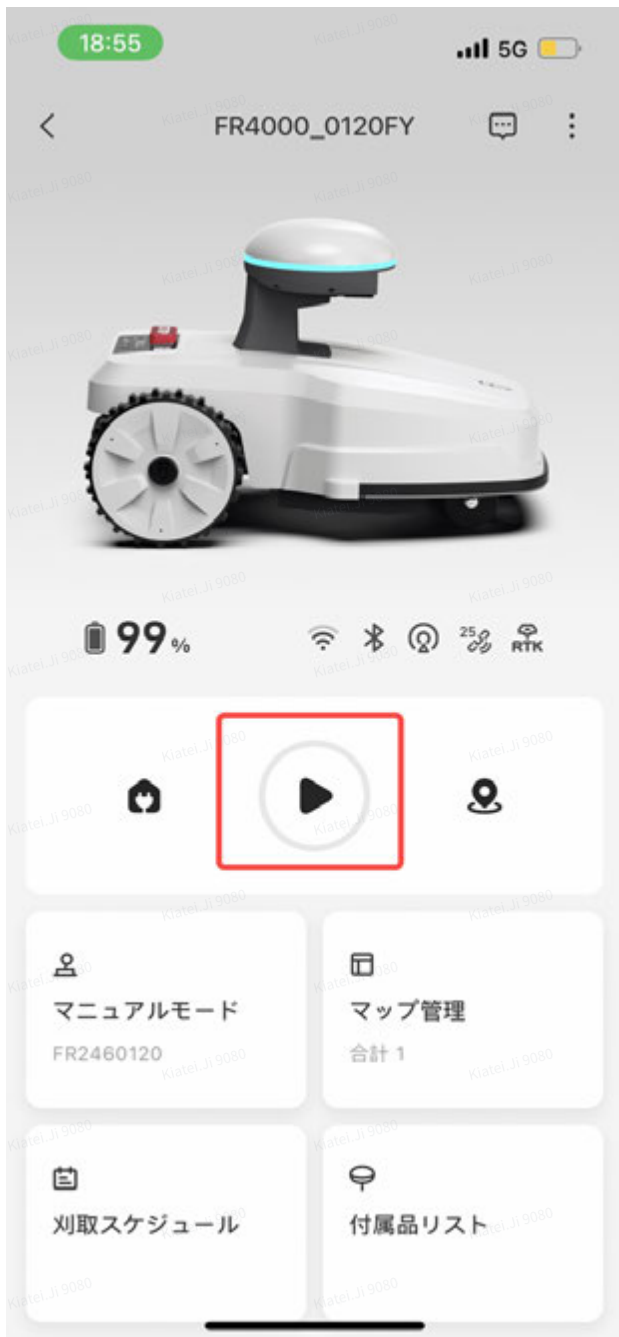 18:55
5G
FR4000_0120FY
99%
25
RTK
マニュアルモード
FR2460120
マップ管理
合計 1
刈取スケジュール
付属品リスト
Kiatei_Ji 9080